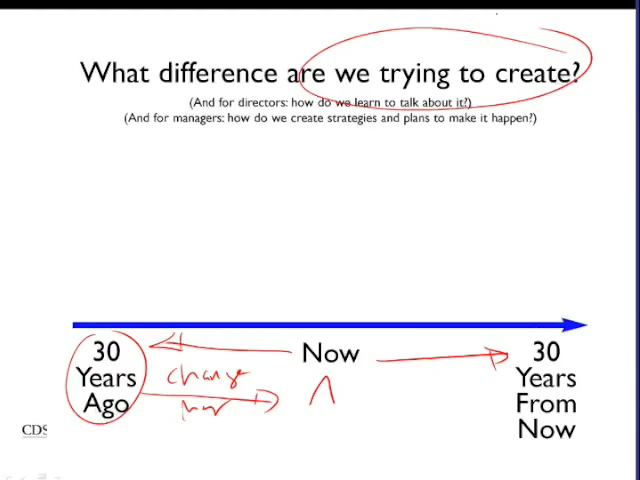 What difference are we trying to create?
(And for directors: how do we learn to talk about it?)
(And for managers: how do we create strategies and plans to make it happen?)
30 Years Ago
Now
30 Years From Now
change
CDS